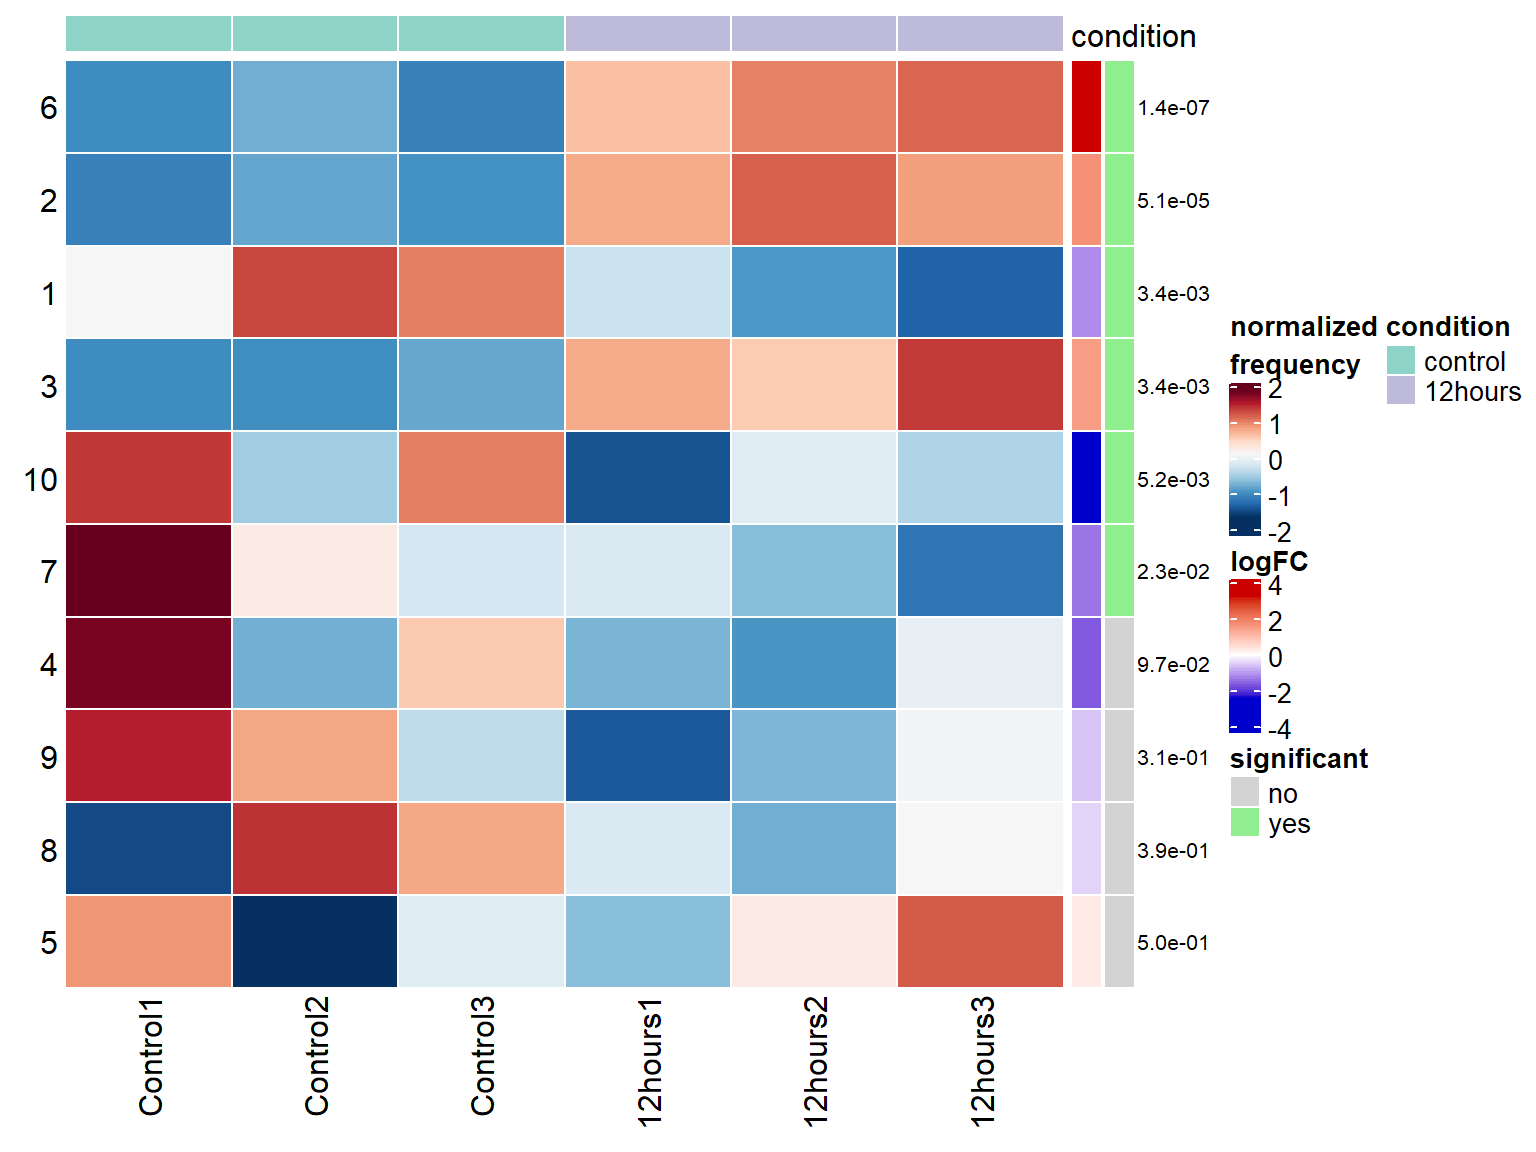 condition
6 1.4e-07
2 5.1e-05
1 3.4e-03
3 3.4e-03
10 5.2e-03
7 2.3e-02
4 9.7e-02
9 3.1e-01
8 3.9e-01
5 5.0e-01
Control1 Control2 Control3 12hours1 12hours2 12hours3
normalized
frequency
2
1
0
-1
-2
condition
control
12hours
logFC
4
2
0
-2
-4
significant
no
yes